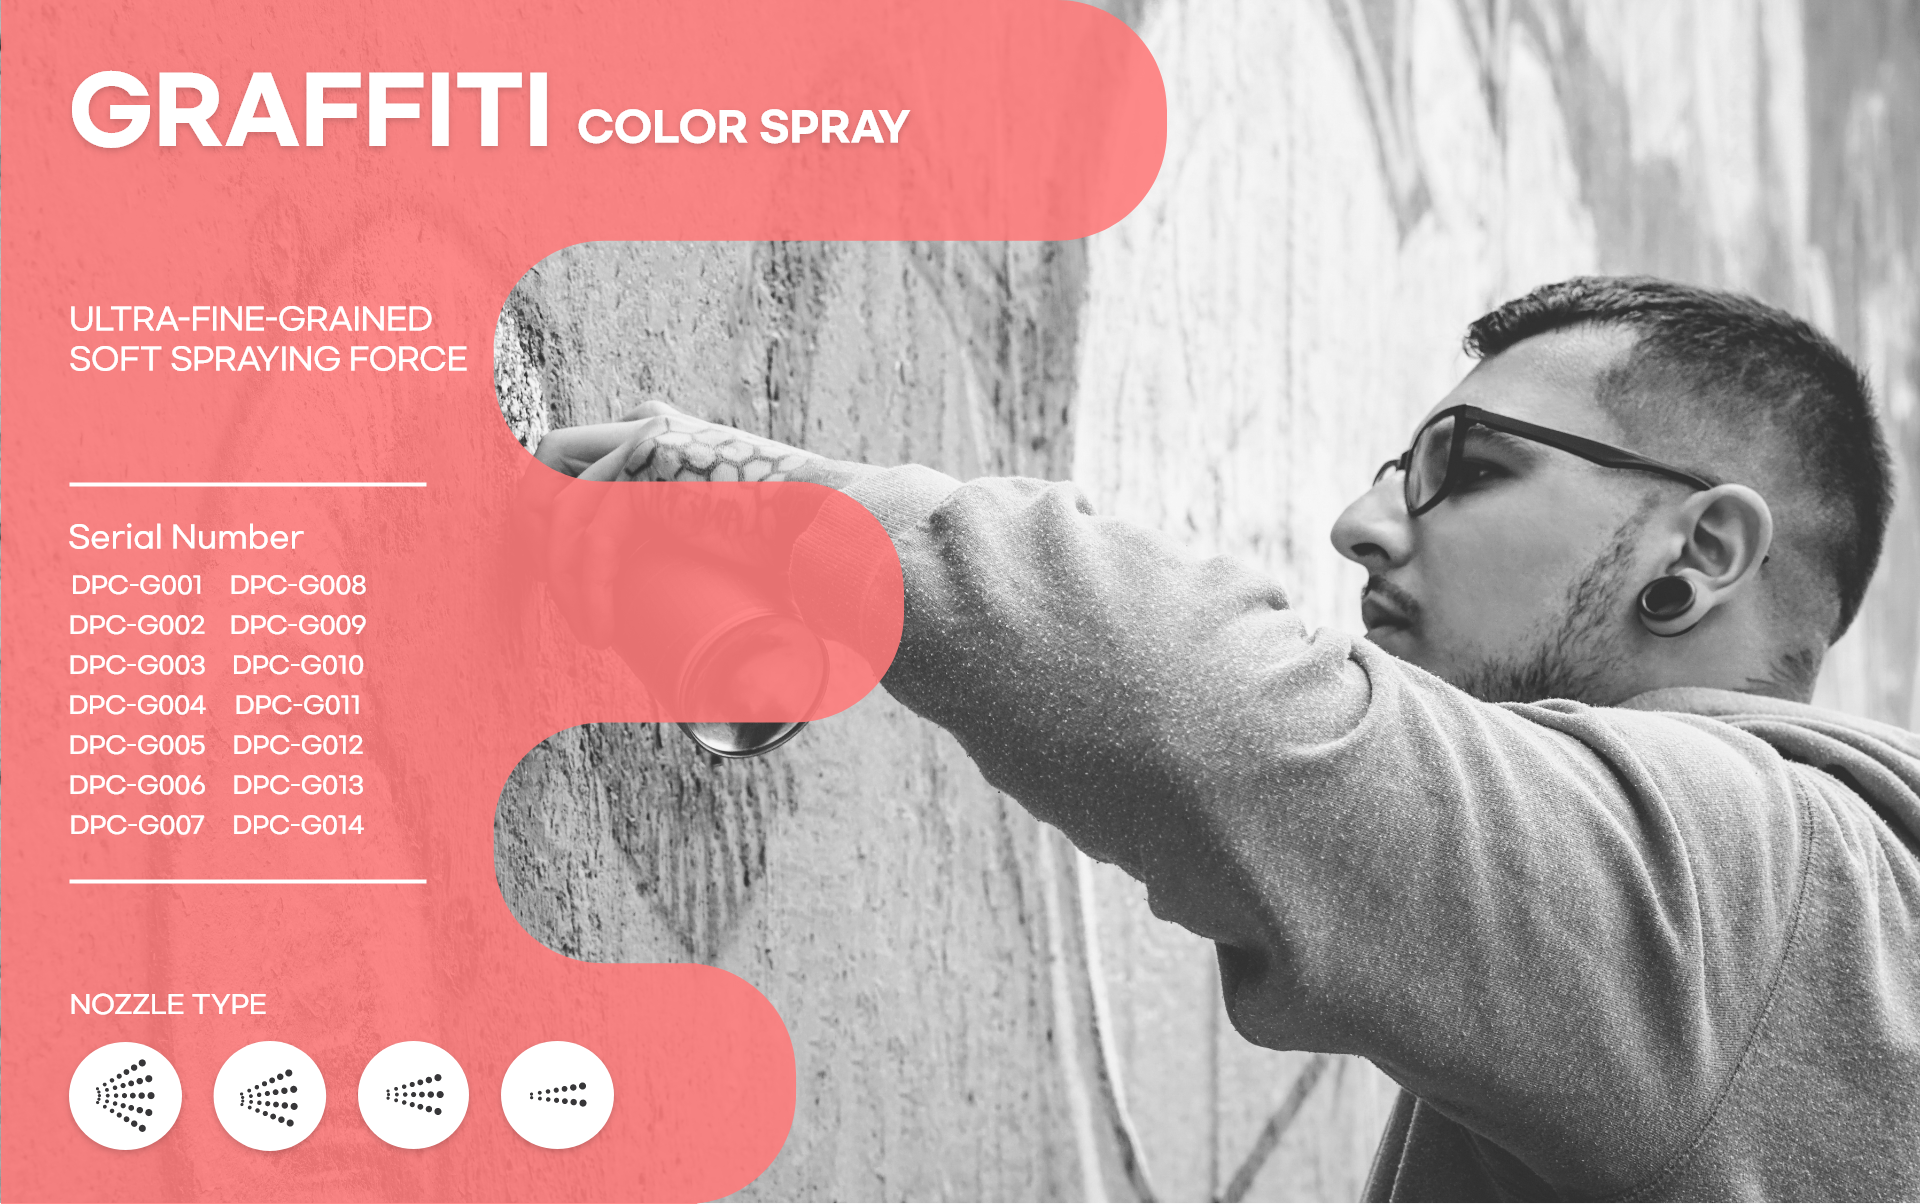 GRAFFITI COLOR SPRAY
ULTRA-FINE-GRAINED
SOFT SPRAYING FORCE
Serial Number
DPC-G001 DPC-G008
DPC-G002 DPC-G009
DPC-G003 DPC-G010
DPC-G004 DPC-G011
DPC-G005 DPC-G012
DPC-G006 DPC-G013
DPC-G007 DPC-G014
NOZZLE TYPE